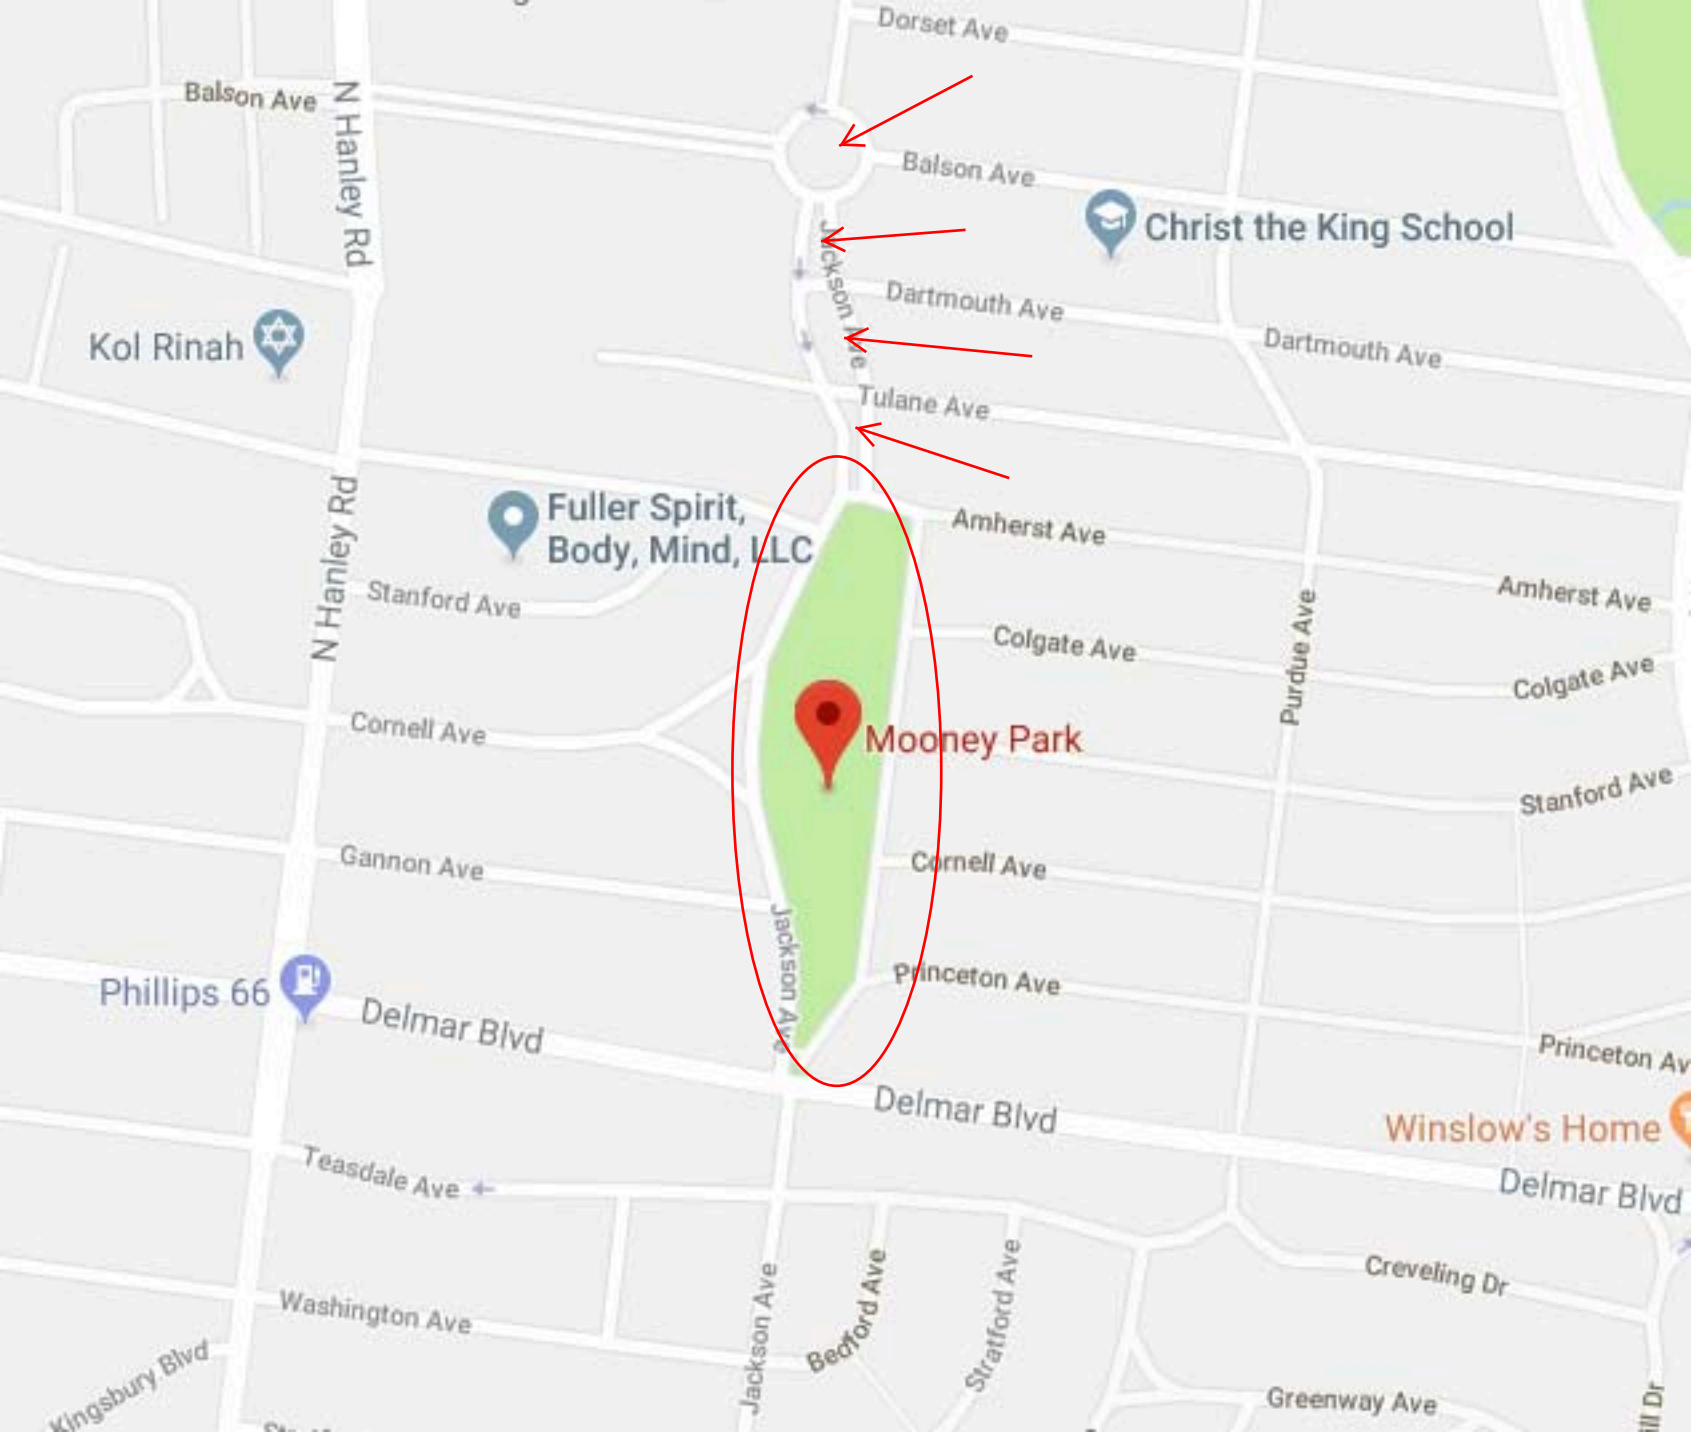 Dorset Ave
Balson Ave
N Hanley Rd
Balson Ave
Christ the King School
Jackson Ave
Dartmouth Ave
Dartmouth Ave
Kol Rinah
Tulane Ave
Fuller Spirit,
Body, Mind, LLC
Amherst Ave
Amherst Ave
Stanford Ave
N Hanley Rd
Colgate Ave
Purdue Ave
Colgate Ave
Cornell Ave
Mooney Park
Stanford Ave
Gannon Ave
Cornell Ave
Jackson Ave
Phillips 66
Princeton Ave
Delmar Blvd
Princeton Av
Delmar Blvd
Winslow's Home
Teasdale Ave
Delmar Blvd
Jackson Ave
Bedford Ave
Stratford Ave
Creveling Dr
Washington Ave
Kingsbury Blvd
Greenway Ave
ill Dr